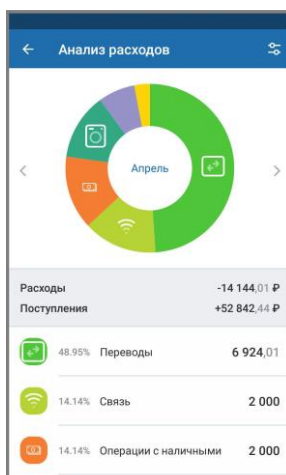 Анализ расходов
Апрель
Расходы -14 144,01 ₽
Поступления +52 842,44 ₽
48.95% Переводы 6 924,01
14.14% Связь 2 000
14.14% Операции с наличными 2 000